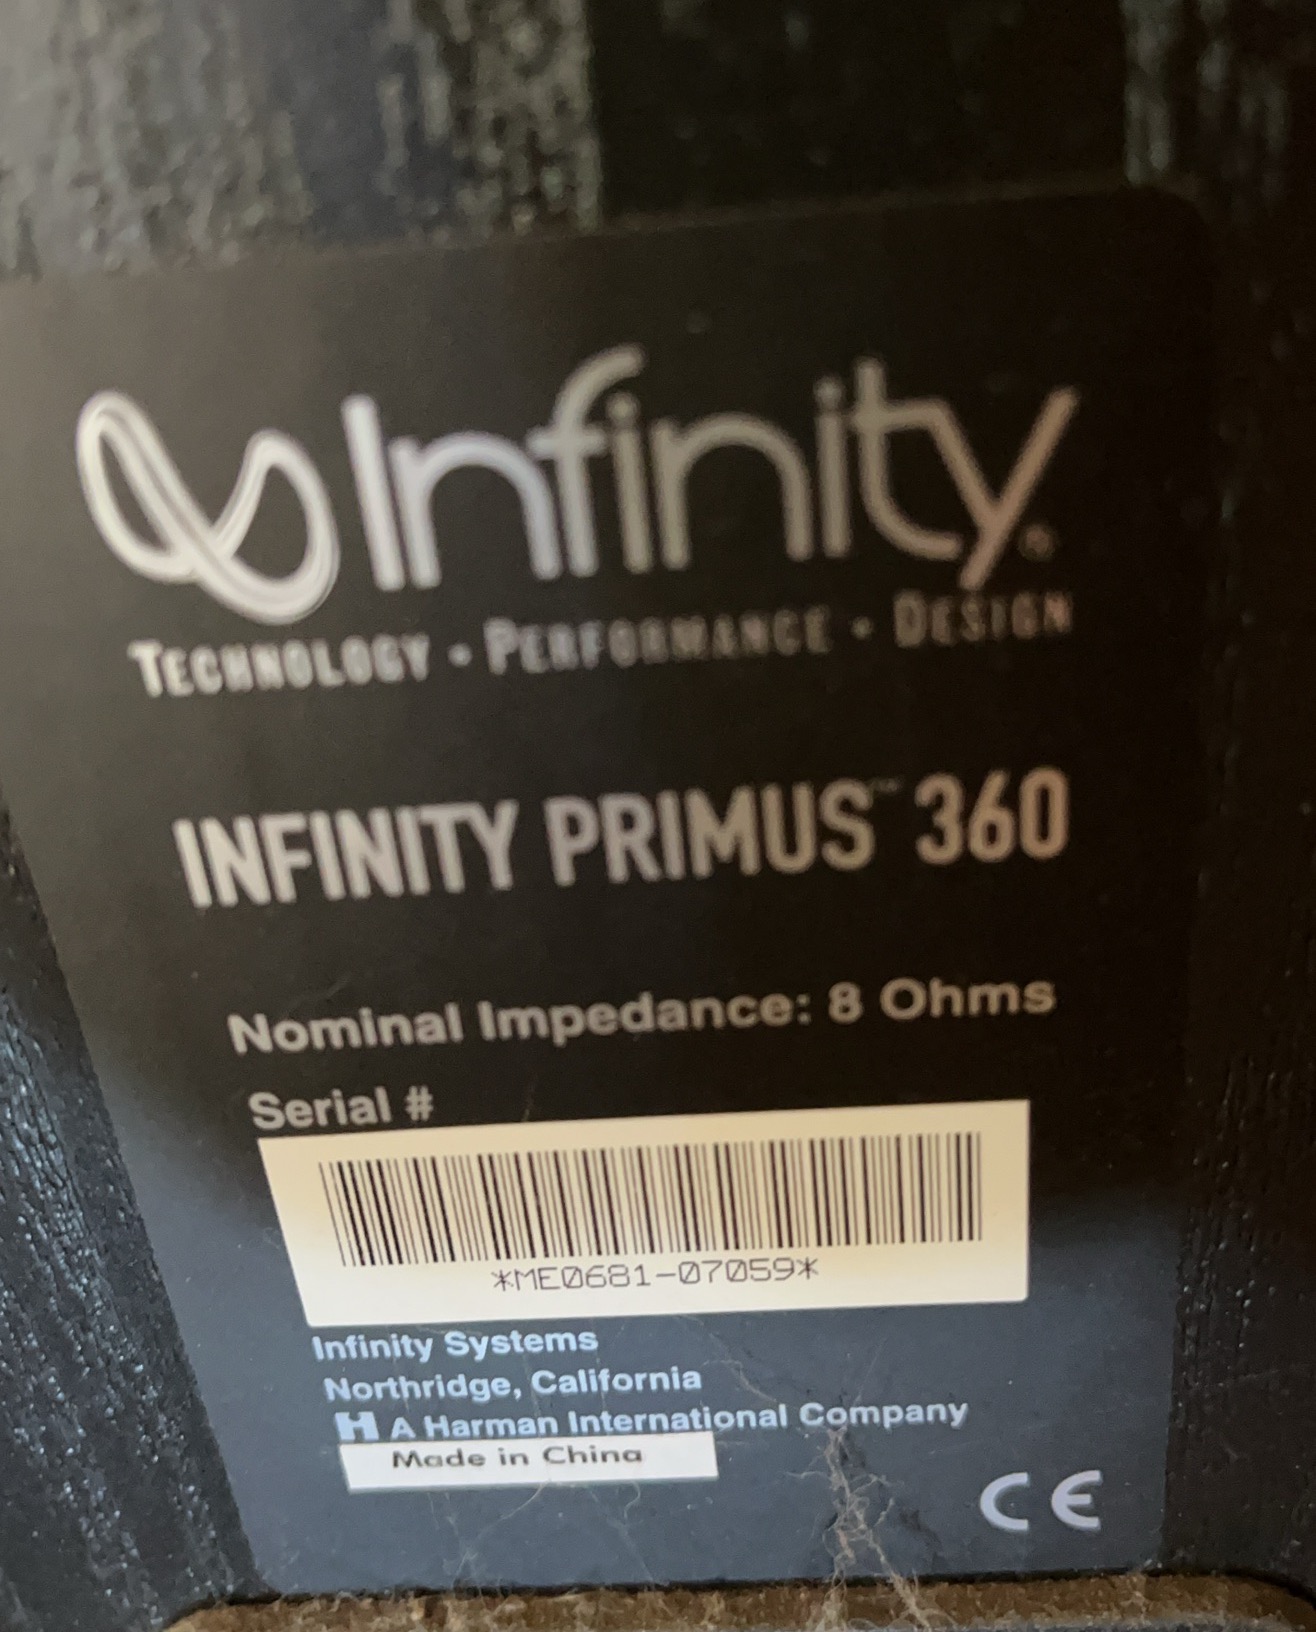 Infinity®
TECHNOLOGY • PERFORMANCE • DESIGN
INFINITY PRIMUS™ 360
Nominal Impedance: 8 Ohms
Serial #
*ME0681-07059*
Infinity Systems
Northridge, California
H A Harman International Company
Made in China
CE